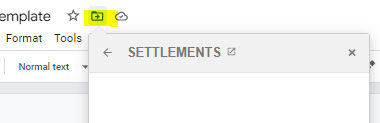 emplate
Format Tools
SETTLEMENTS
Normal text